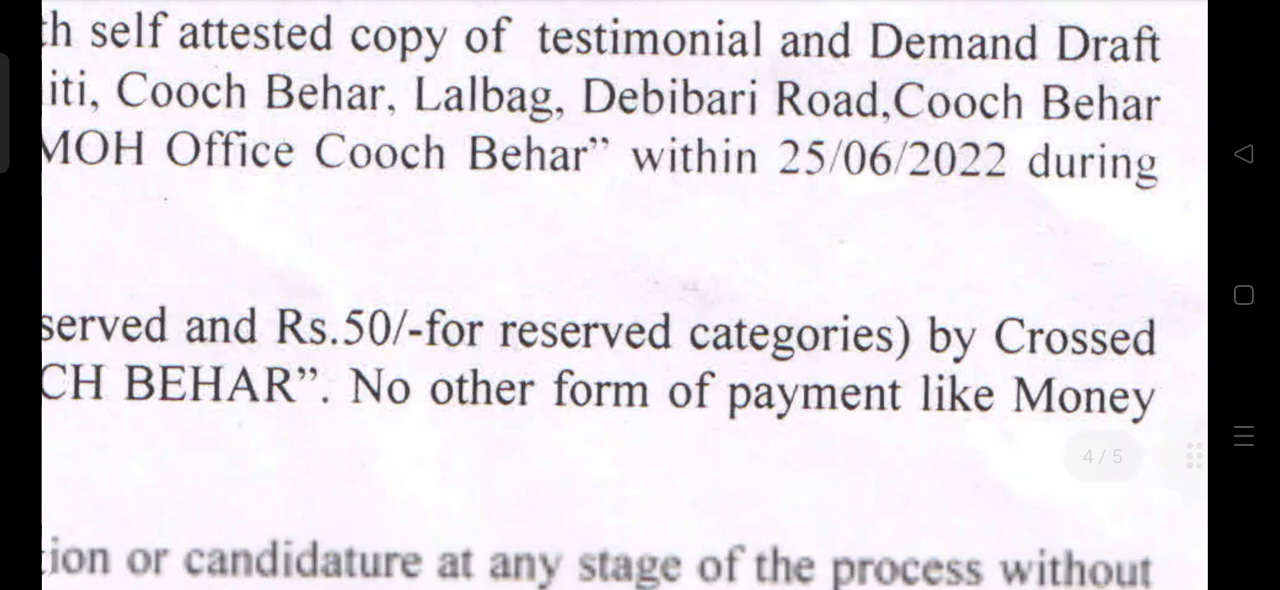 th self attested copy of testimonial and Demand Draft
iti, Cooch Behar, Lalbag, Debibari Road,Cooch Behar
MOH Office Cooch Behar” within 25/06/2022 during
served and Rs.50/-for reserved categories) by Crossed
CH BEHAR”. No other form of payment like Money
4 / 5
tion or candidature at any stage of the process without